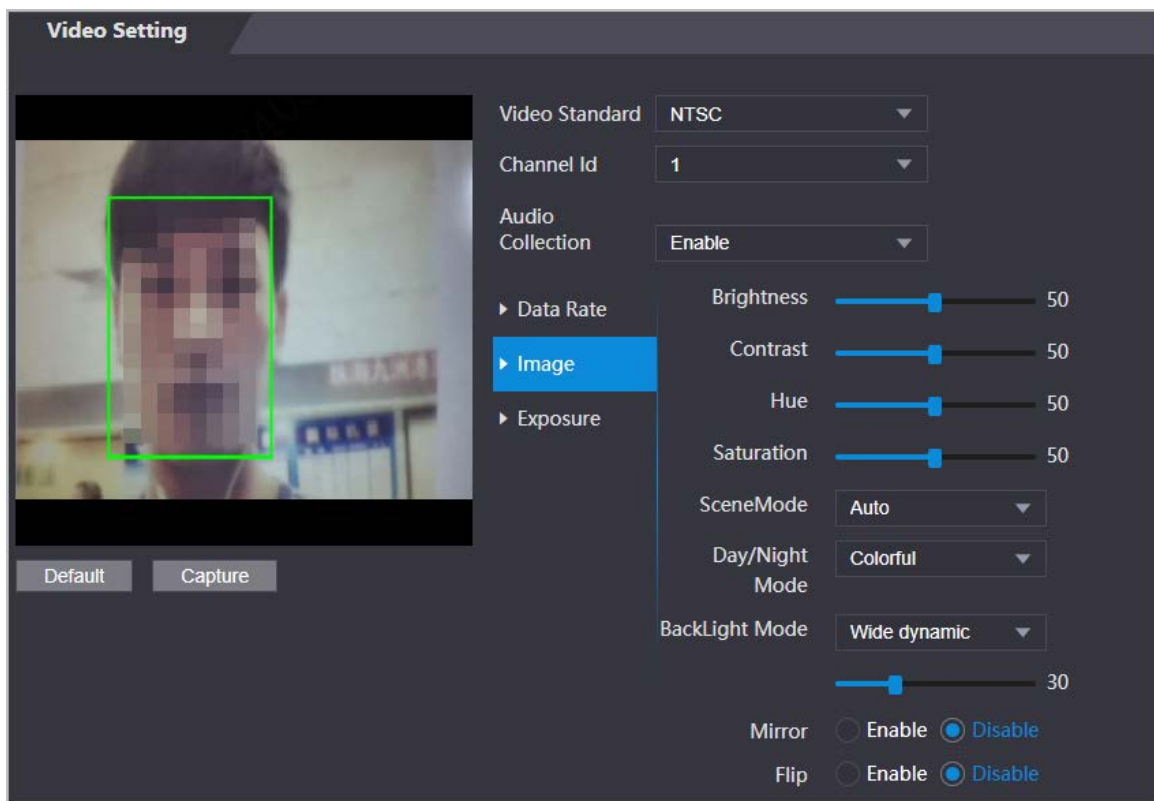 Video Setting
Video Standard NTSC
Channel Id 1
Audio
Collection Enable
Data Rate
Image
Exposure
Brightness 50
Contrast 50
Hue 50
Saturation 50
SceneMode Auto
Day/Night Colorful
Mode
BackLight Mode Wide dynamic
30
Mirror Enable Disable
Flip Enable Disable
Default Capture